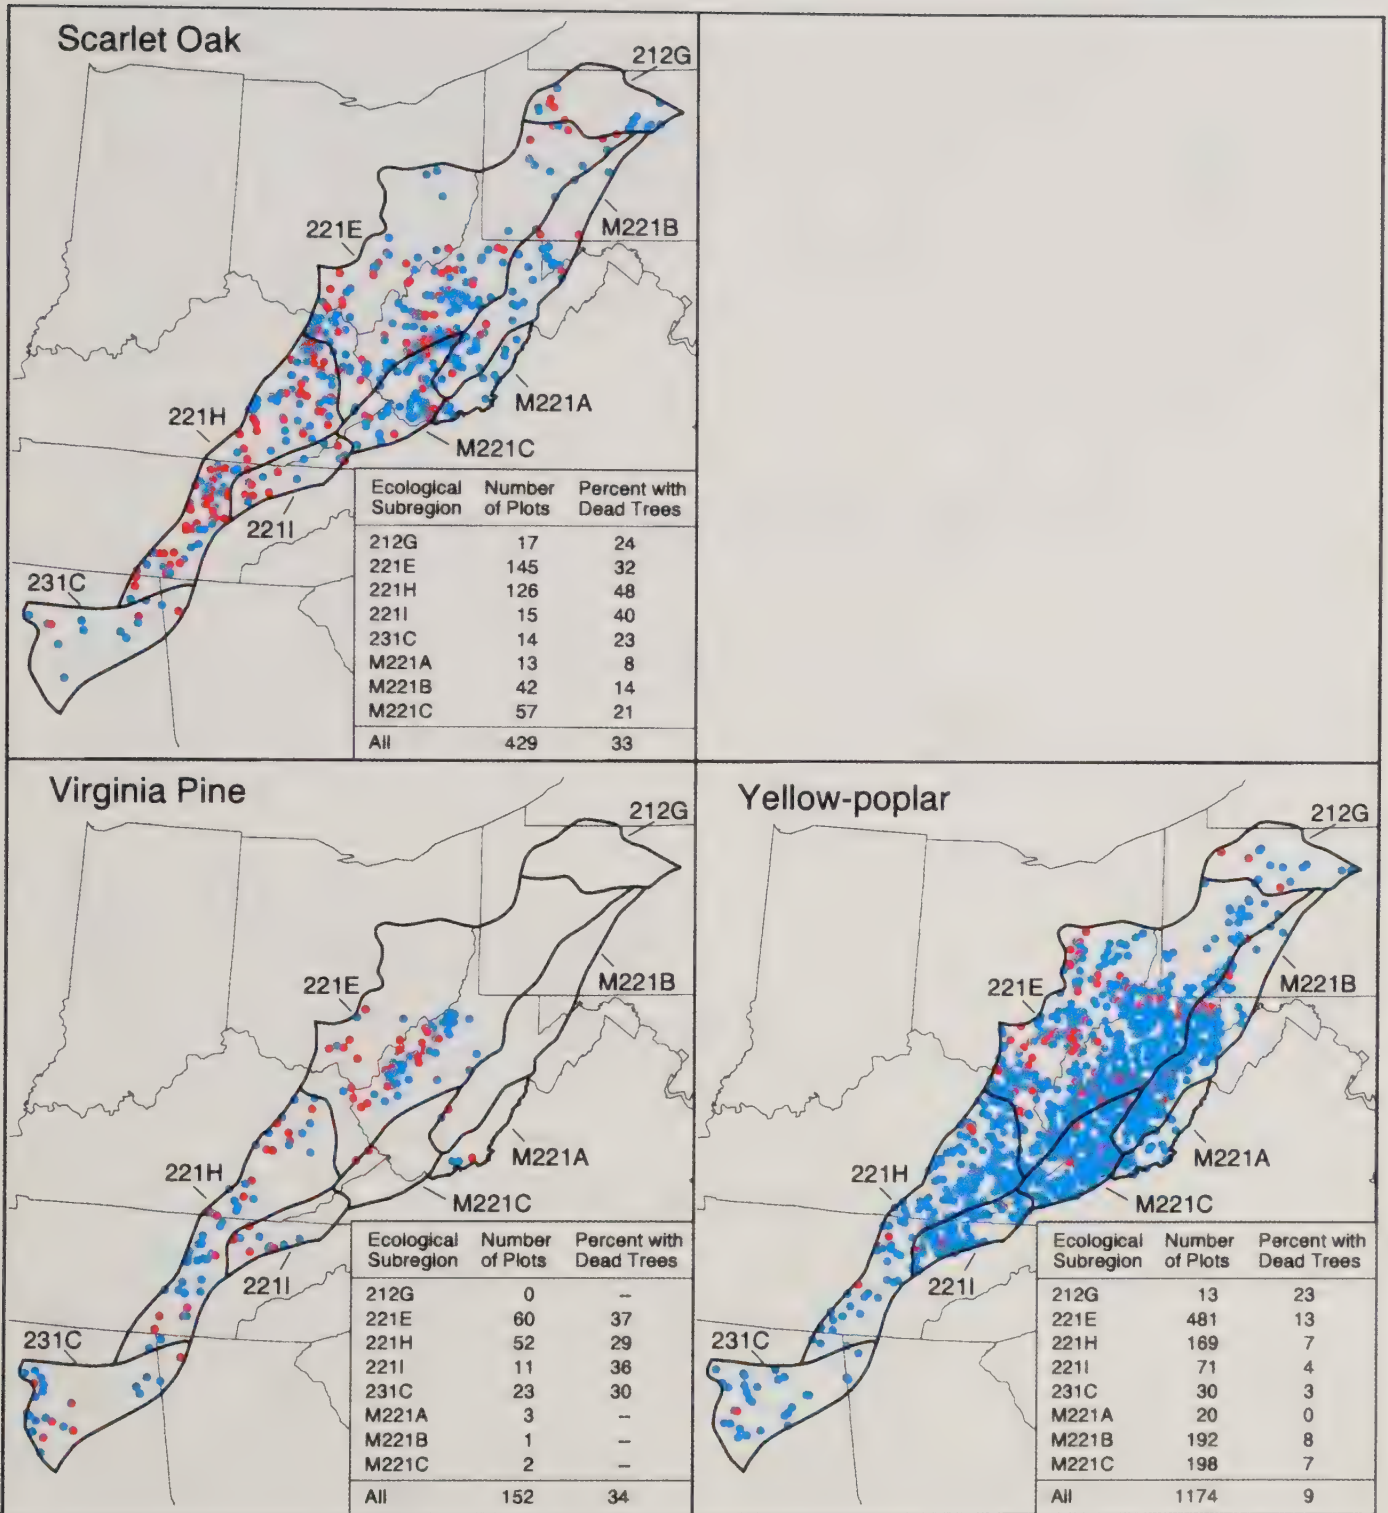 Scarlet Oak
212G
M221B
221E
M221A
221H
M221C
221I
231C
Ecological Number Percent with
Subregion of Plots Dead Trees
212G 17 24
221E 145 32
221H 126 48
221I 15 40
231C 14 23
M221A 13 8
M221B 42 14
M221C 57 21
All 429 33
Virginia Pine
212G
M221B
221E
M221A
221H
M221C
221I
231C
Ecological Number Percent with
Subregion of Plots Dead Trees
212G 0 --
221E 60 37
221H 52 29
221I 11 36
231C 23 30
M221A 3 --
M221B 1 --
M221C 2 --
All 152 34
Yellow-poplar
212G
M221B
221E
M221A
221H
M221C
221I
231C
Ecological Number Percent with
Subregion of Plots Dead Trees
212G 13 23
221E 481 13
221H 169 7
221I 71 4
231C 30 3
M221A 20 0
M221B 192 8
M221C 198 7
All 1174 9